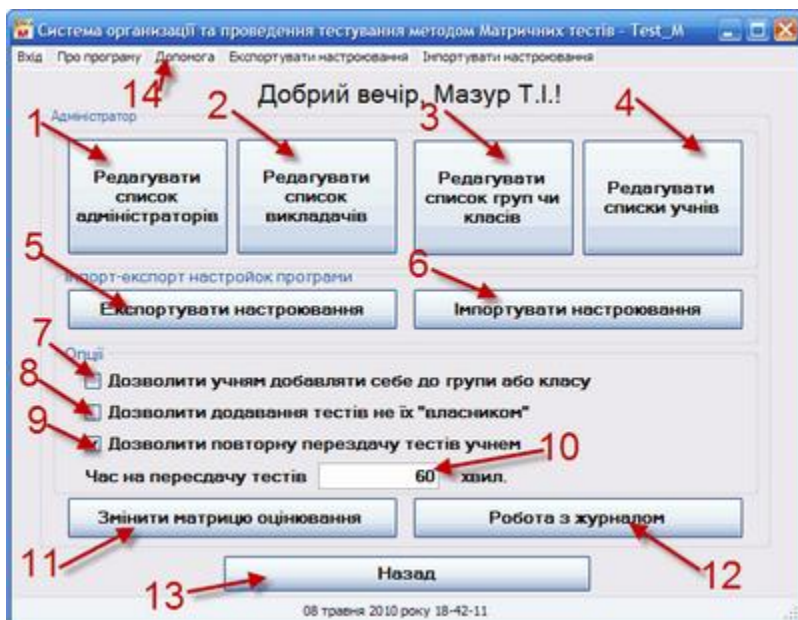 Система организації та проведення тестування методом Матричних тестів - Test_M
Вхід Про програму Допомога Експортувати настроювання Імпортувати настроювання
14
Добрий вечір, Мазур Т.І.!
Адміністратор
1
2
3
4
Редагувати
список
адміністраторів
Редагувати
список
викладачів
Редагувати
список груп чи
класів
Редагувати
списки учнів
5
6
Імпорт-експорт настройок програми
Експортувати настроювання
Імпортувати настроювання
Опції
7
Дозволити учням добавляти себе до групи або класу
8
Дозволити додавання тестів не їх "власником"
9
Дозволити повторну перездачу тестів учнем
10
Час на пересдачу тестів 60 хвил.
Змінити матрицю оцінювання
Робота з журналом
11
12
13
Назад
08 травня 2010 року 18-42-11